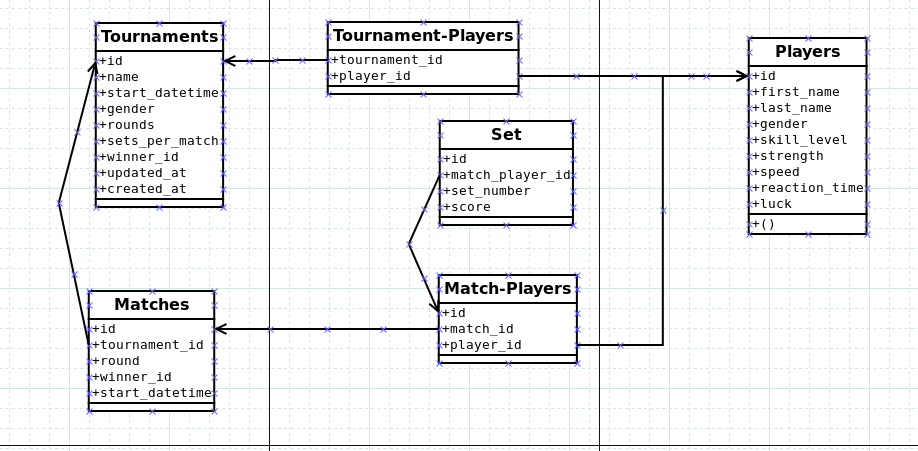 Tournaments
+id
+name
+start_datetime
+gender
+rounds
+sets_per_match
+winner_id
+updated_at
+created_at
Tournament-Players
+tournament_id
+player_id
Players
+id
+first_name
+last_name
+gender
+skill_level
+strength
+speed
+reaction_time
+luck
+()
Set
+id
+match_player_id
+set_number
+score
Matches
+id
+tournament_id
+round
+winner_id
+start_datetime
Match-Players
+id
+match_id
+player_id